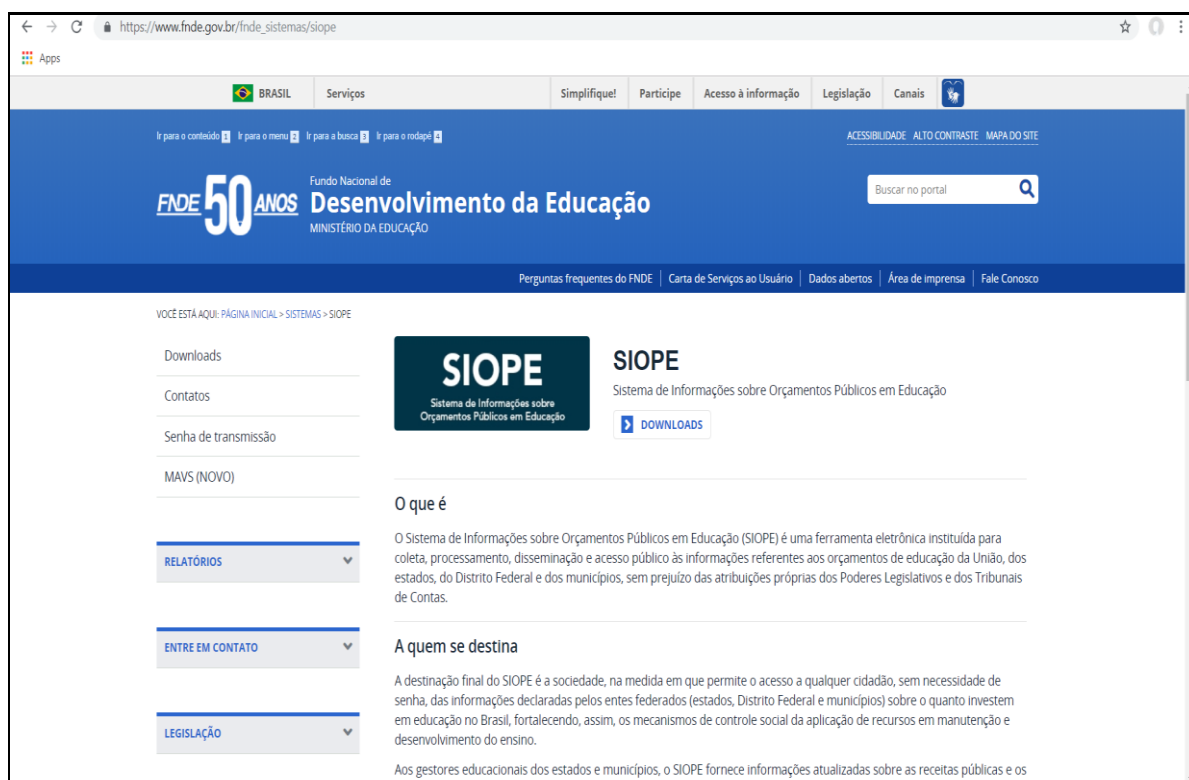 https://www.fnde.gov.br/fnde_sistemas/siope
Apps
BRASIL Serviços Simplifique! Participe Acesso à informação Legislação Canais
Ir para o conteúdo 1 Ir para o menu 2 Ir para a busca 3 Ir para o rodapé 4 ACESSIBILIDADE ALTO CONTRASTE MAPA DO SITE
FNDE 50 ANOS
Fundo Nacional de
Desenvolvimento da Educação
MINISTÉRIO DA EDUCAÇÃO
Buscar no portal
Perguntas frequentes do FNDE Carta de Serviços ao Usuário Dados abertos Área de imprensa Fale Conosco
VOCÊ ESTÁ AQUI: PÁGINA INICIAL > SISTEMAS > SIOPE
Downloads
Contatos
Senha de transmissão
MAVS (NOVO)
RELATÓRIOS
ENTRE EM CONTATO
LEGISLAÇÃO
SIOPE
Sistema de Informações sobre
Orçamentos Públicos em Educação
SIOPE
Sistema de Informações sobre Orçamentos Públicos em Educação
DOWNLOADS
O que é
O Sistema de Informações sobre Orçamentos Públicos em Educação (SIOPE) é uma ferramenta eletrônica instituída para
coleta, processamento, disseminação e acesso público às informações referentes aos orçamentos de educação da União, dos
estados, do Distrito Federal e dos municípios, sem prejuízo das atribuições próprias dos Poderes Legislativos e dos Tribunais
de Contas.
A quem se destina
A destinação final do SIOPE é a sociedade, na medida em que permite o acesso a qualquer cidadão, sem necessidade de
senha, das informações declaradas pelos entes federados (estados, Distrito Federal e municípios) sobre o quanto investem
em educação no Brasil, fortalecendo, assim, os mecanismos de controle social da aplicação de recursos em manutenção e
desenvolvimento do ensino.
Aos gestores educacionais dos estados e municípios, o SIOPE fornece informações atualizadas sobre as receitas públicas e os